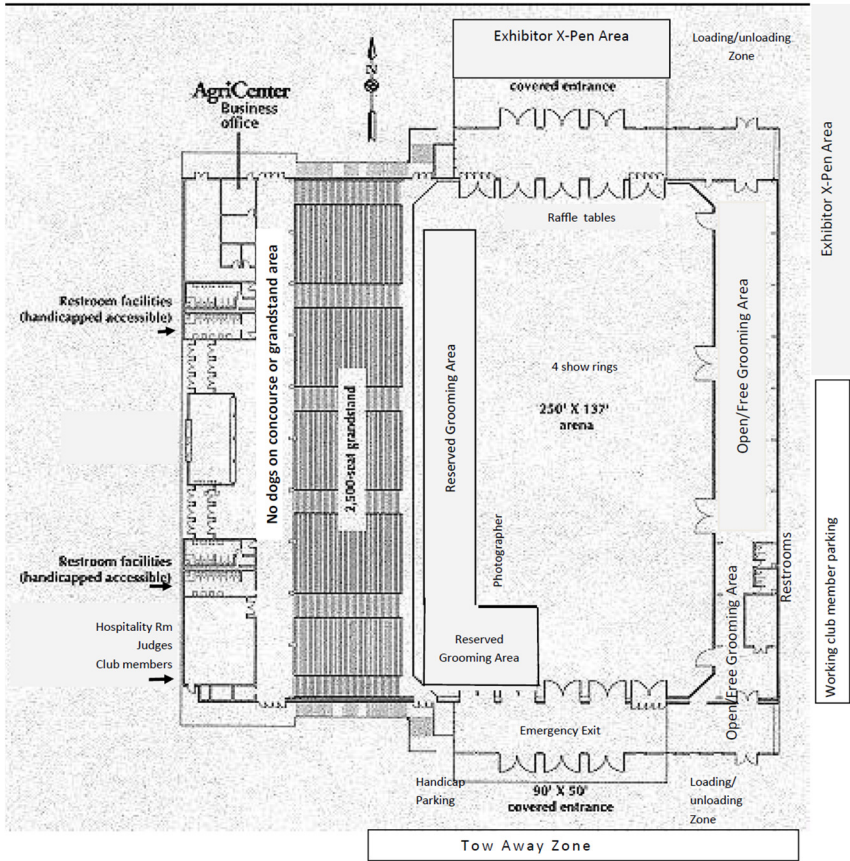 Exhibitor X-Pen Area
Loading/unloading
Zone
covered entrance
N
AgriCenter
Business
office
Raffle tables
Exhibitor X-Pen Area
Restroom facilities
(handicapped accessible)
No dogs on concourse or grandstand area
2,500-seat grandstand
Reserved Grooming Area
4 show rings
250' X 137'
arena
Open/Free Grooming Area
Photographer
Restroom facilities
(handicapped accessible)
Restrooms
Working club member parking
Hospitality Rm
Judges
Club members
Reserved
Grooming Area
Open/Free Grooming Area
Emergency Exit
Handicap
Parking
90' X 50'
covered entrance
Loading/
unloading
Zone
Tow Away Zone